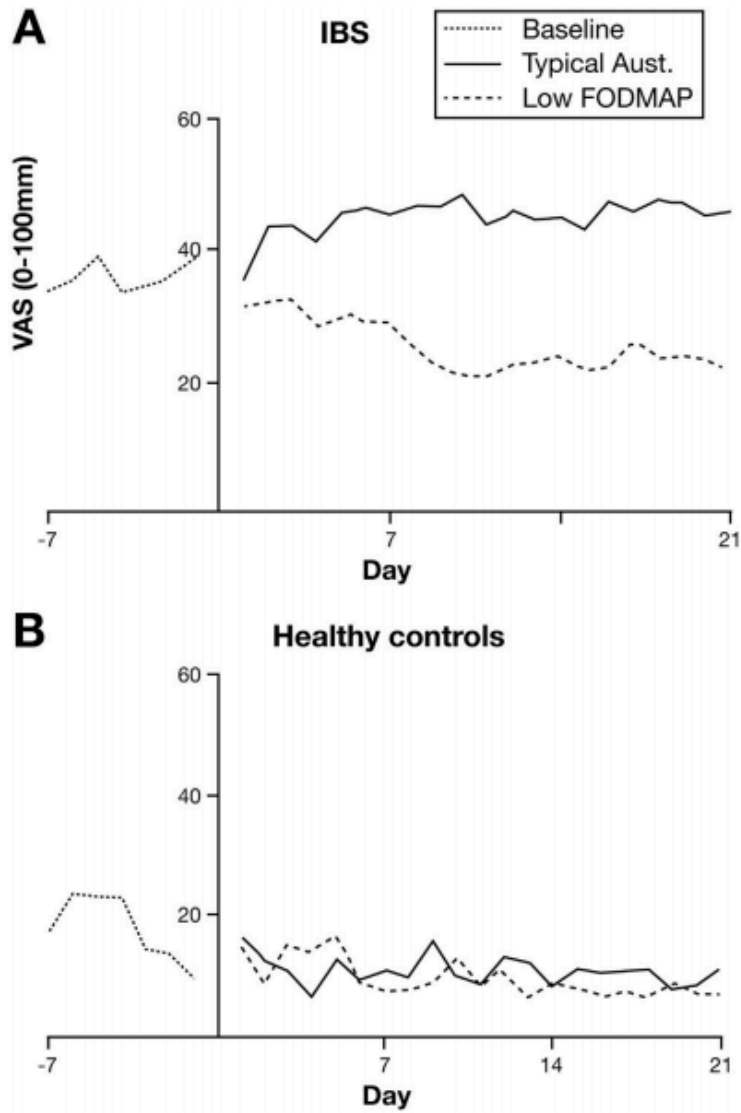 A
IBS
Baseline
Typical Aust.
Low FODMAP
VAS (0-100mm)
60
40
20
-7
7
21
Day
B
Healthy controls
60
40
20
-7
7
14
21
Day